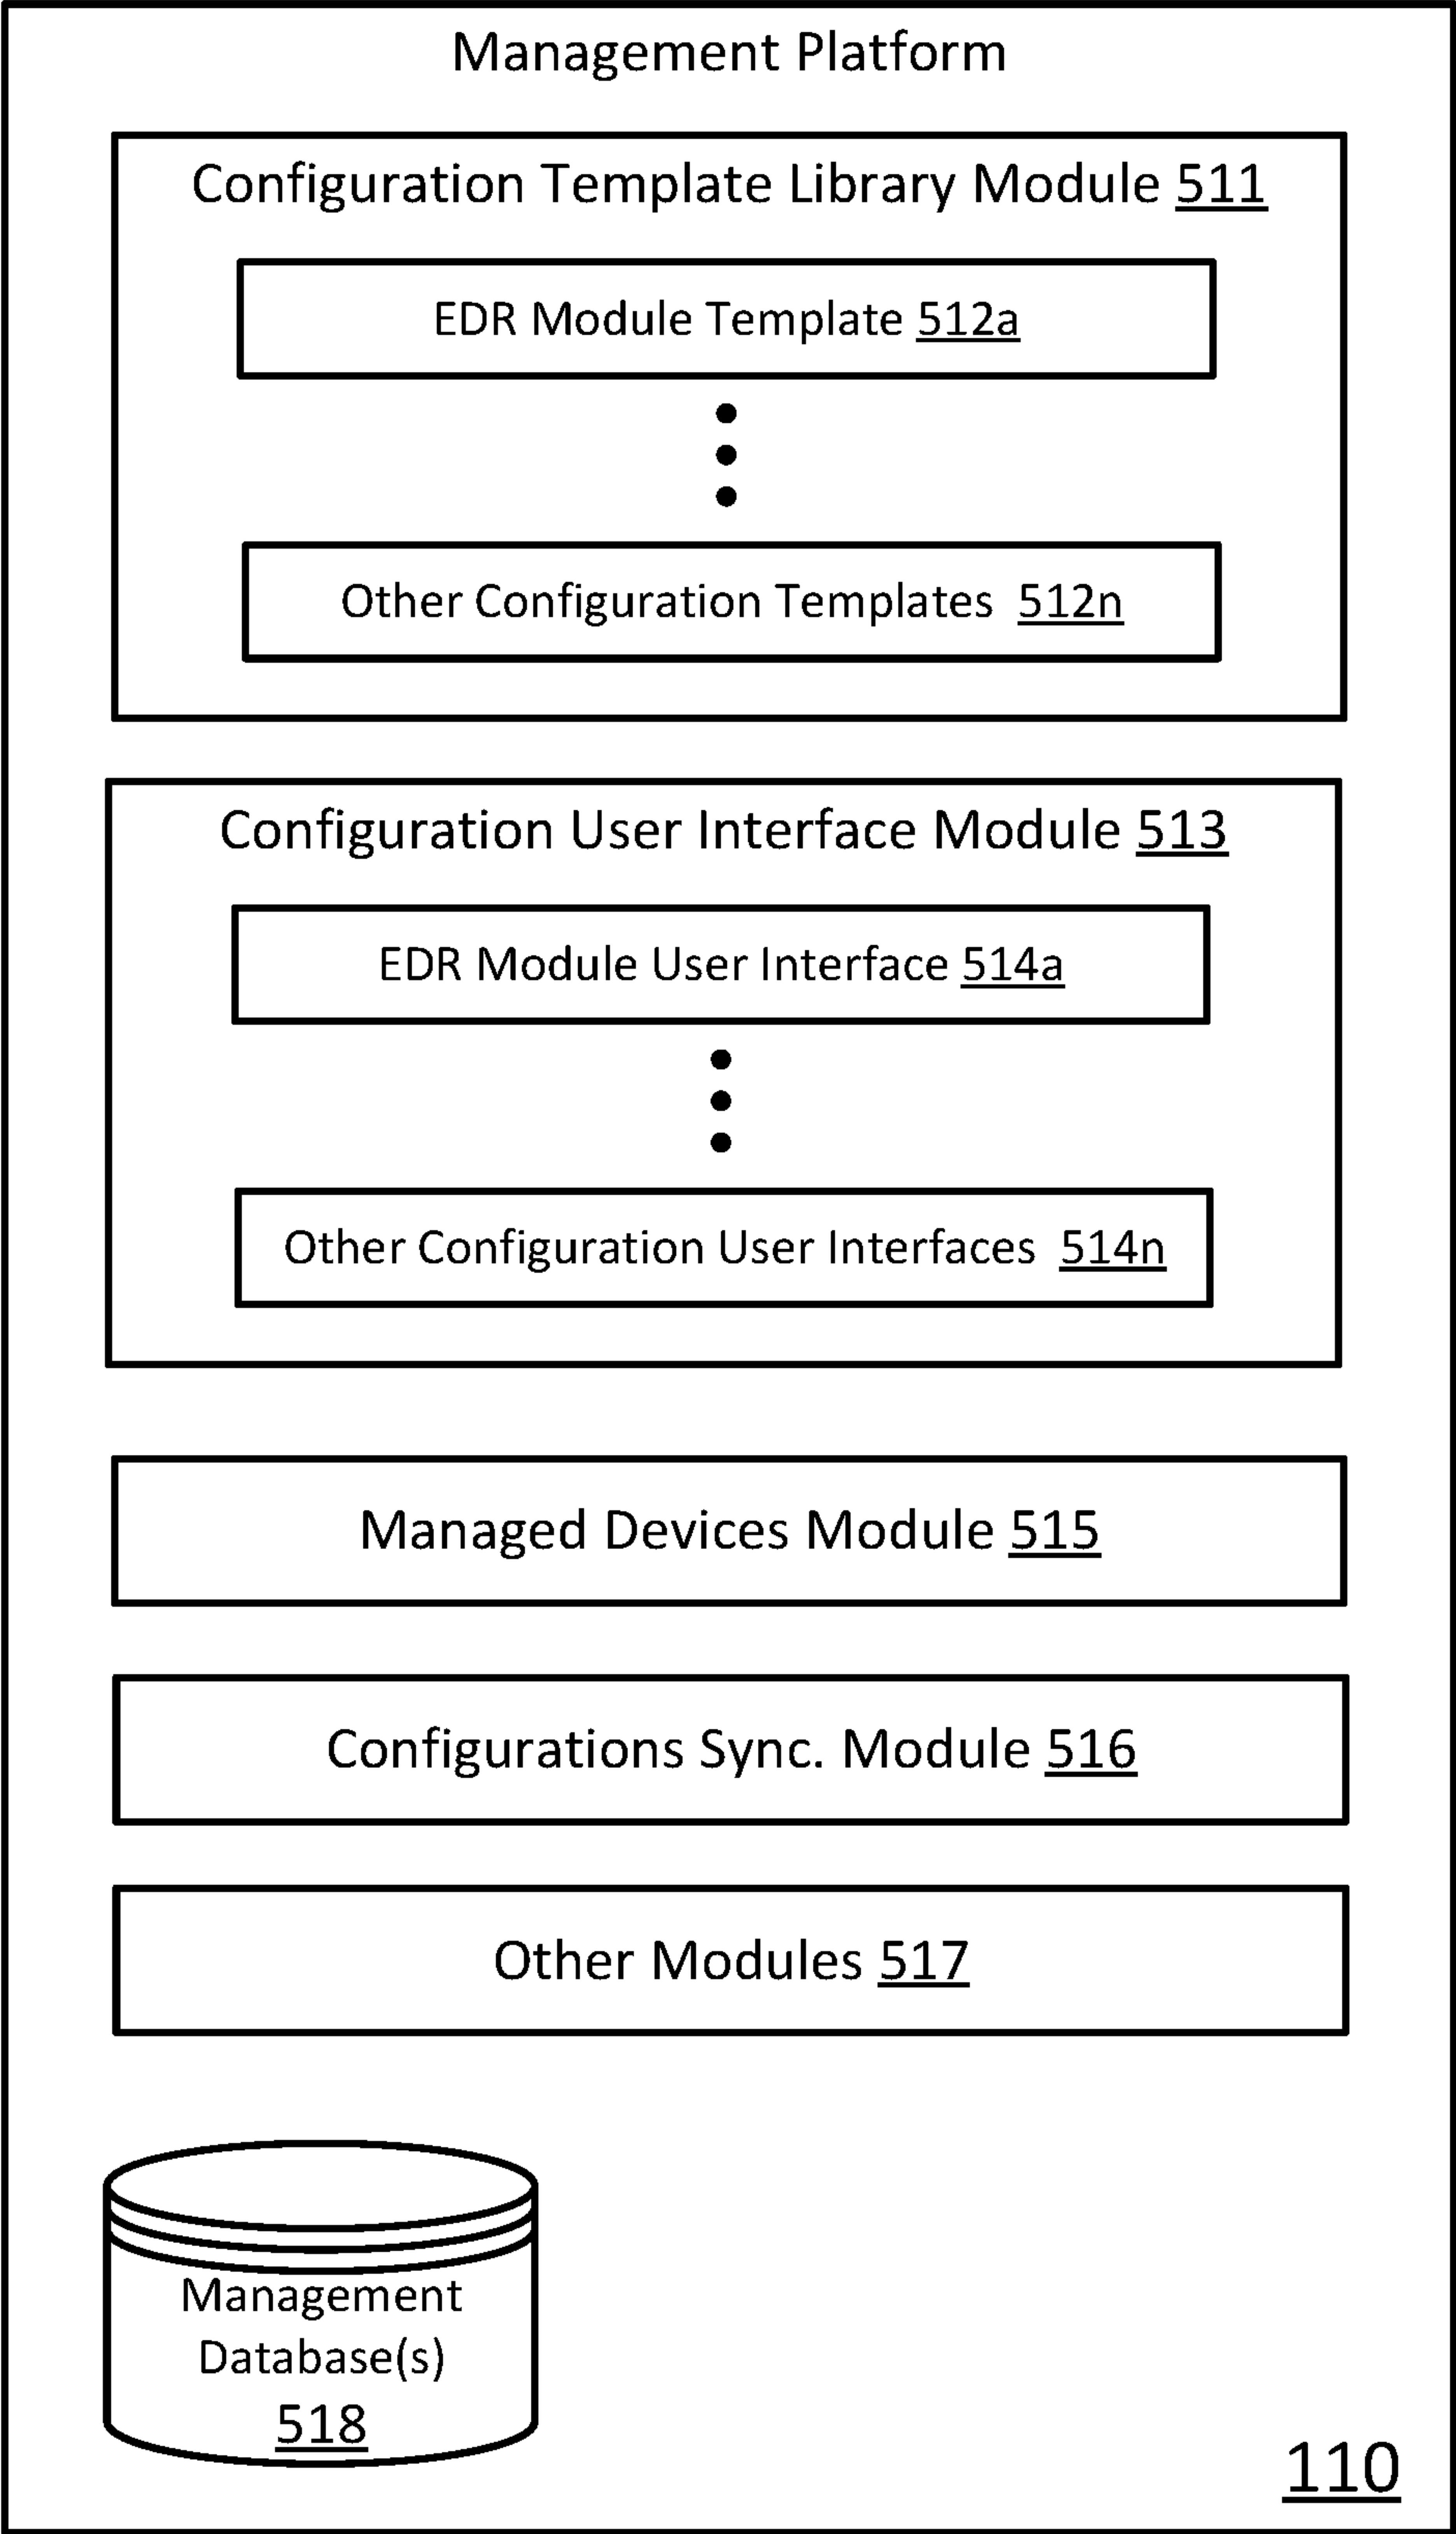 Management Platform
Configuration Template Library Module 511
EDR Module Template 512a
Other Configuration Templates 512n
Configuration User Interface Module 513
EDR Module User Interface 514a
Other Configuration User Interfaces 514n
Managed Devices Module 515
Configurations Sync. Module 516
Other Modules 517
Management
Database(s)
518
110